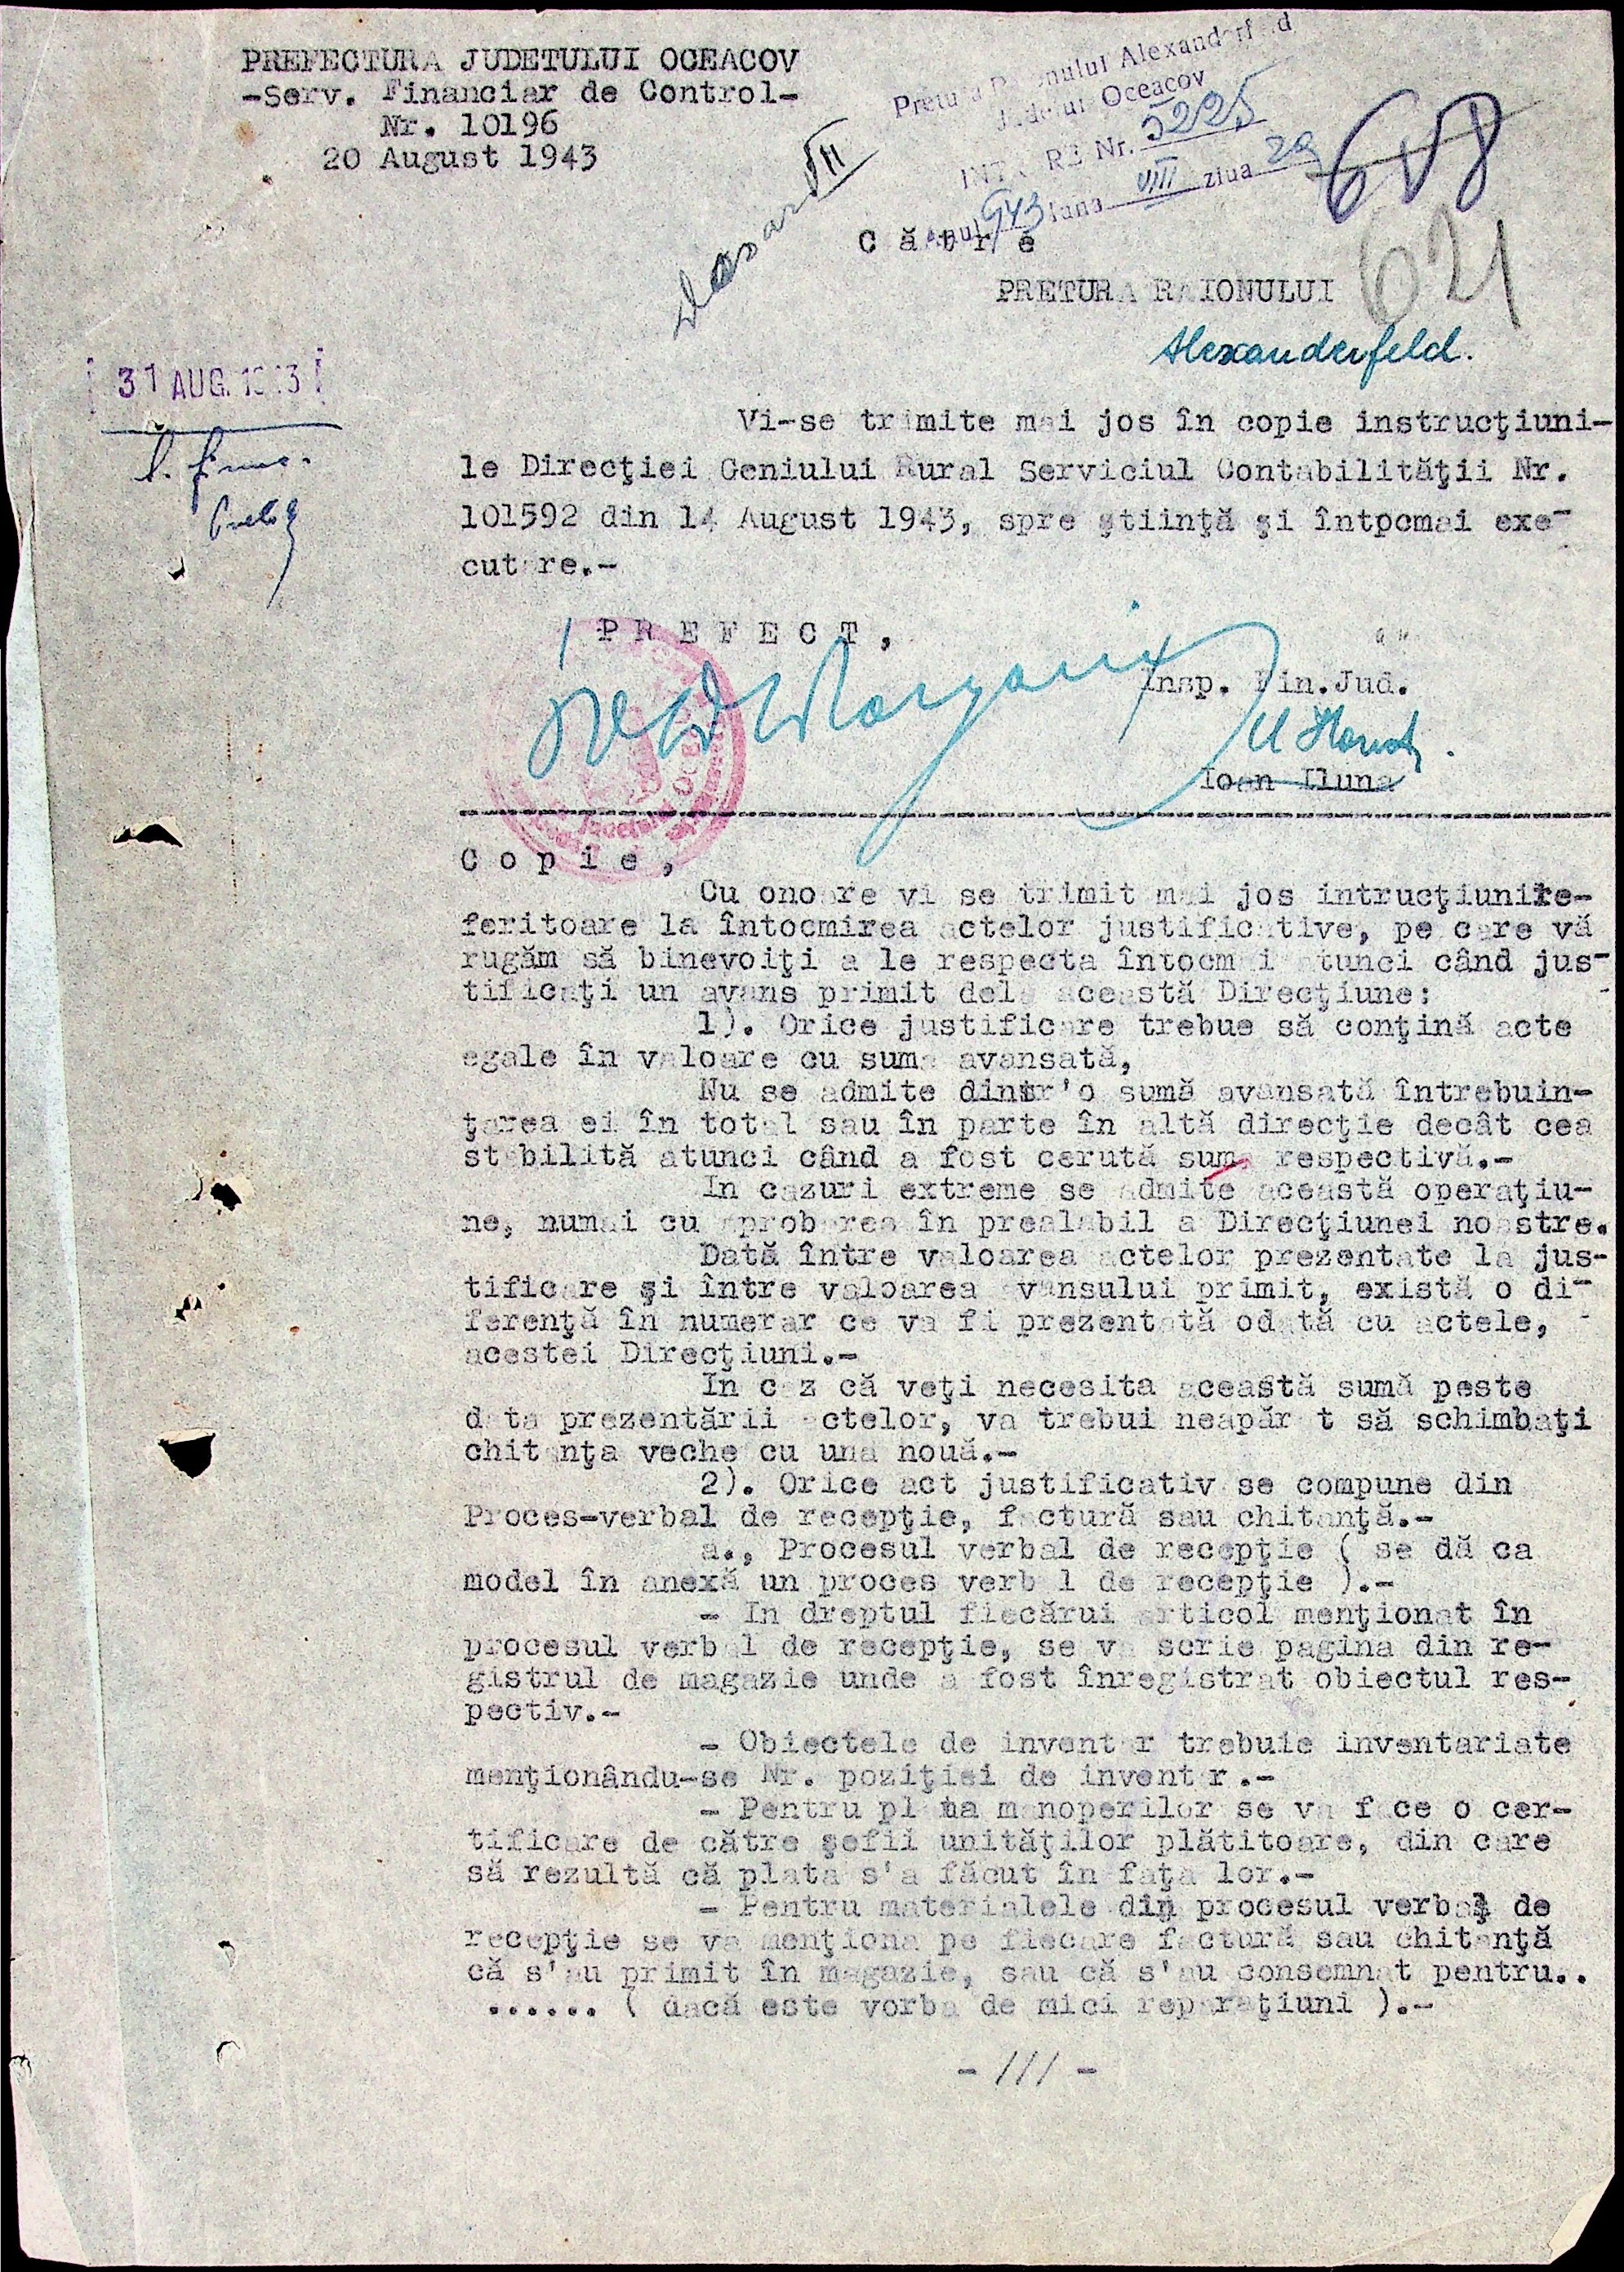 PREFECTURA JUDETULUI OCEACOV
-Serv. Financiar de Control-
Nr. 10196
20 August 1943
Pretura Raionului Alexanderfeld
Judetul Oceacov
INTRARE Nr. 5225
Anul 943 luna VIII ziua 29
Dosar VII
618
621
C ă t r e
PRETURA RAIONULUI
Alexanderfeld.
31 AUG. 1943
Vi-se trimite mai jos în copie instrucţiuni-
le Direcţiei Geniului Rural Serviciul Contabilităţii Nr.
101592 din 14 August 1943, spre ştiinţă şi întpcmai exe-
cutare.-
P R E F E C T,
Insp. Fin.Jud.
Ioan Iluna
C o p i e,
Cu onoare vi se trimit mai jos intrucţiunire-
feritoare la întocmirea actelor justificative, pe care vă
rugăm să binevoiţi a le respecta întocmai atunci când jus-
tificaţi un avans primit dela această Direcţiune:
1). Orice justificare trebue să conţină acte
egale în valoare cu suma avansată,
Nu se admite dintr'o sumă avansată întrebuin-
ţarea ei în total sau în parte în altă direcţie decât cea
stabilită atunci când a fost cerută suma respectivă.-
In cazuri extreme se admite această operaţiu-
ne, numai cu aprobarea în prealabil a Direcţiunei noastre.
Dată între valoarea actelor prezentate la jus-
tificare şi între valoarea avansului primit, există o di-
ferenţă în numerar ce va fi prezentată odată cu actele,
acestei Direcţiuni.-
In caz că veţi necesita această sumă peste
data prezentării actelor, va trebui neapărat să schimbaţi
chitanţa veche cu una nouă.-
2). Orice act justificativ se compune din
Proces-verbal de recepţie, factură sau chitanţă.-
a., Procesul verbal de recepţie ( se dă ca
model în anexă un proces verbal de recepţie ).-
- In dreptul fiecărui articol menţionat în
procesul verbal de recepţie, se va scrie pagina din re-
gistrul de magazie unde a fost înregistrat obiectul res-
pectiv.-
- Obiectele de inventar trebuie inventariate
menţionându-se Nr. poziţiei de inventar.-
- Pentru plata manoperilor se va face o cer-
tificare de către şefii unităţilor plătitoare, din care
să rezultă că plata s'a făcut în faţa lor.-
- Pentru materialele din procesul verbal de
recepţie se va menţiona pe fiecare factură sau chitanţă
că s'au primit în magazie, sau că s'au consemnat pentru..
...... ( dacă este vorba de mici reparaţiuni ).-
- /// -